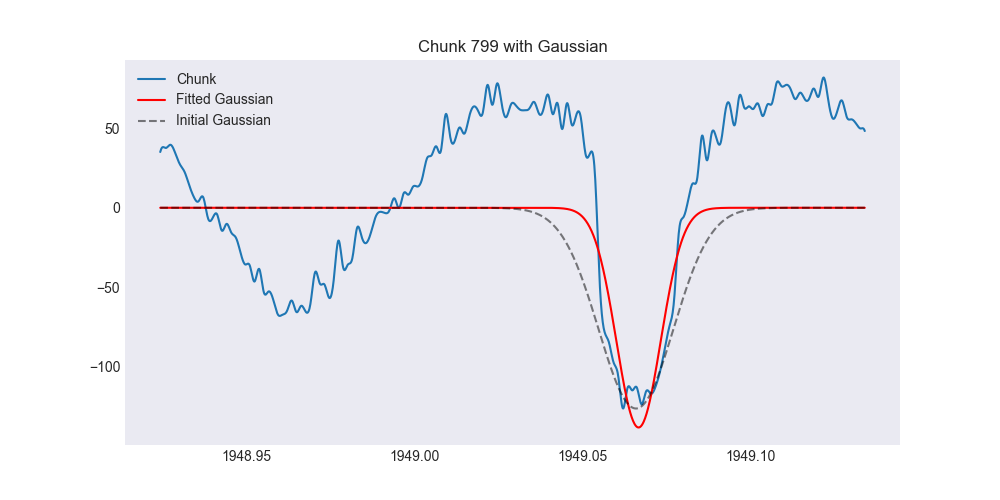 Chunk 799 with Gaussian
Chunk
Fitted Gaussian
Initial Gaussian
50
0
−50
−100
1948.95 1949.00 1949.05 1949.10